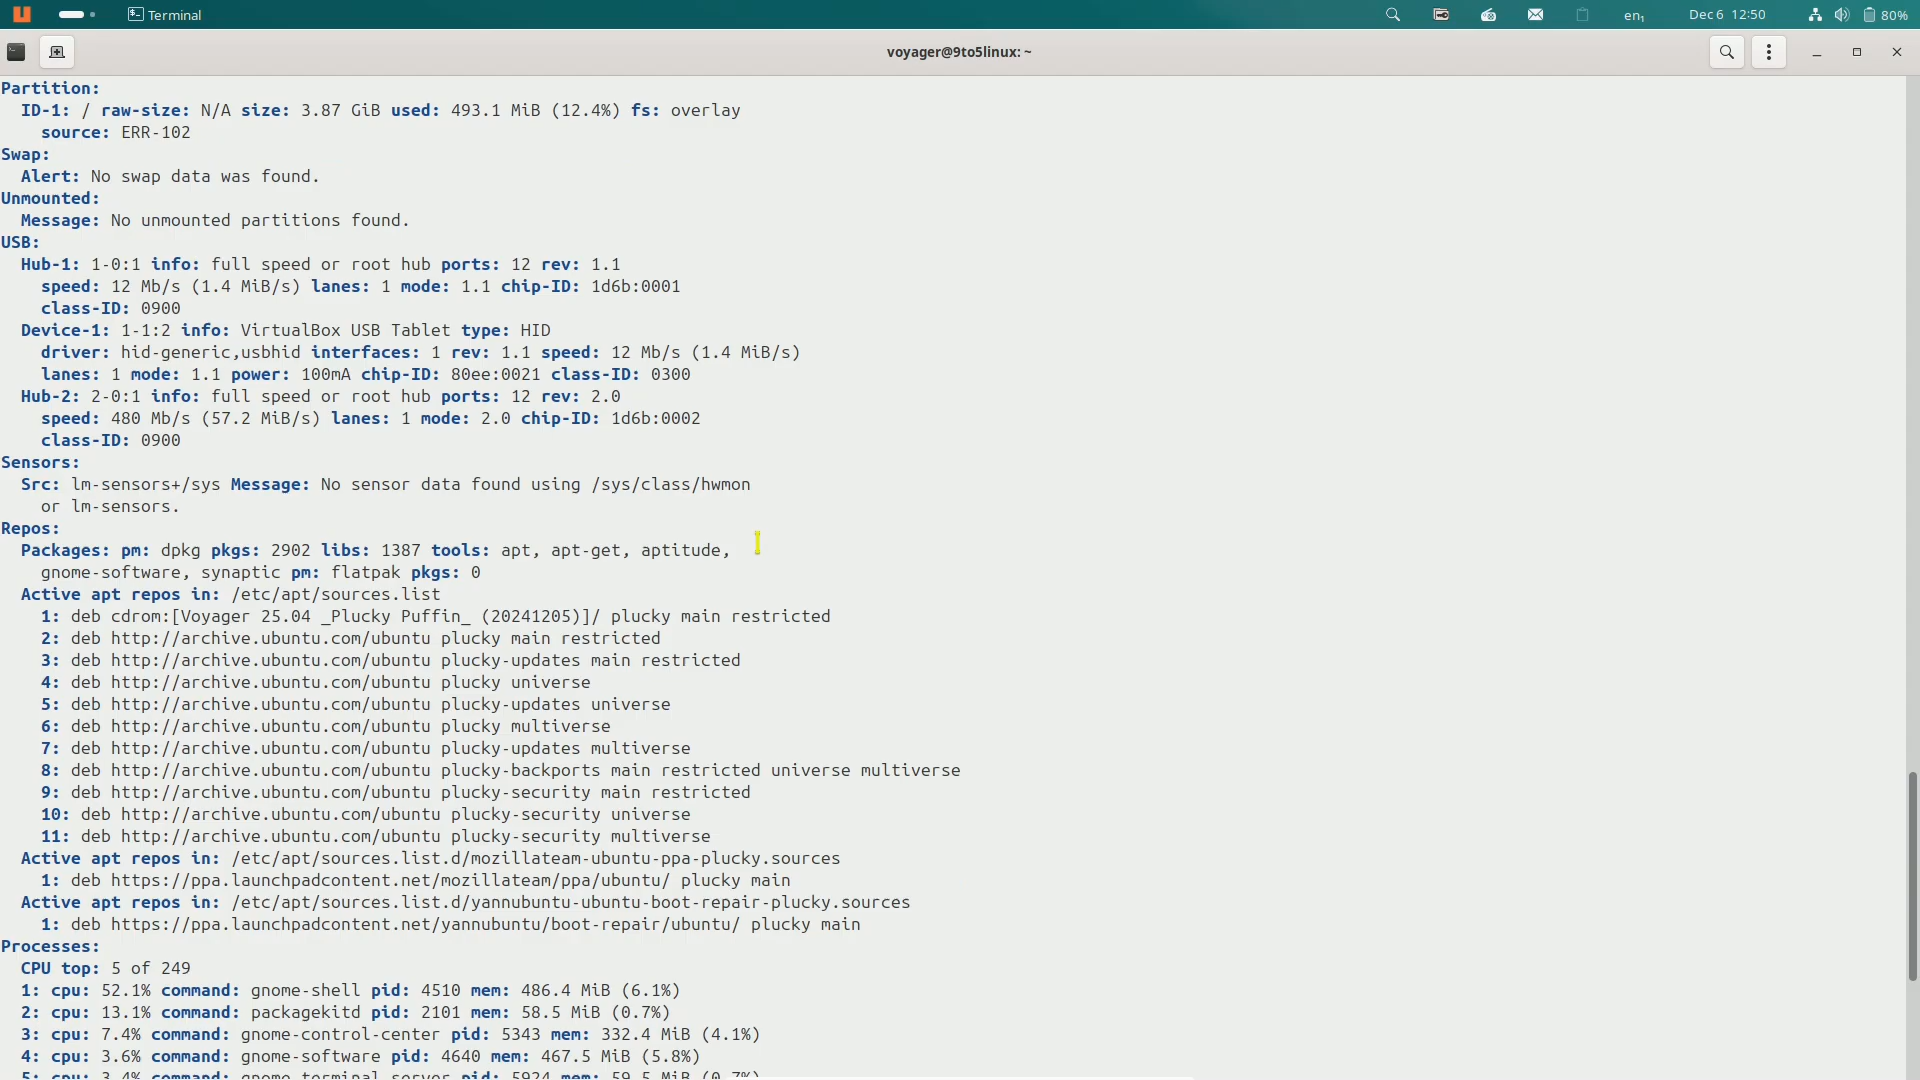 Terminal
en₁
Dec 6 12:50
80%
voyager@9to5linux: ~
Partition:
ID-1: / raw-size: N/A size: 3.87 GiB used: 493.1 MiB (12.4%) fs: overlay
source: ERR-102
Swap:
Alert: No swap data was found.
Unmounted:
Message: No unmounted partitions found.
USB:
Hub-1: 1-0:1 info: full speed or root hub ports: 12 rev: 1.1
speed: 12 Mb/s (1.4 MiB/s) lanes: 1 mode: 1.1 chip-ID: 1d6b:0001
class-ID: 0900
Device-1: 1-1:2 info: VirtualBox USB Tablet type: HID
driver: hid-generic,usbhid interfaces: 1 rev: 1.1 speed: 12 Mb/s (1.4 MiB/s)
lanes: 1 mode: 1.1 power: 100mA chip-ID: 80ee:0021 class-ID: 0300
Hub-2: 2-0:1 info: full speed or root hub ports: 12 rev: 2.0
speed: 480 Mb/s (57.2 MiB/s) lanes: 1 mode: 2.0 chip-ID: 1d6b:0002
class-ID: 0900
Sensors:
Src: lm-sensors+/sys Message: No sensor data found using /sys/class/hwmon
or lm-sensors.
Repos:
Packages: pm: dpkg pkgs: 2902 libs: 1387 tools: apt, apt-get, aptitude,
gnome-software, synaptic pm: flatpak pkgs: 0
Active apt repos in: /etc/apt/sources.list
1: deb cdrom:[Voyager 25.04 _Plucky Puffin_ (20241205)]/ plucky main restricted
2: deb http://archive.ubuntu.com/ubuntu plucky main restricted
3: deb http://archive.ubuntu.com/ubuntu plucky-updates main restricted
4: deb http://archive.ubuntu.com/ubuntu plucky universe
5: deb http://archive.ubuntu.com/ubuntu plucky-updates universe
6: deb http://archive.ubuntu.com/ubuntu plucky multiverse
7: deb http://archive.ubuntu.com/ubuntu plucky-updates multiverse
8: deb http://archive.ubuntu.com/ubuntu plucky-backports main restricted universe multiverse
9: deb http://archive.ubuntu.com/ubuntu plucky-security main restricted
10: deb http://archive.ubuntu.com/ubuntu plucky-security universe
11: deb http://archive.ubuntu.com/ubuntu plucky-security multiverse
Active apt repos in: /etc/apt/sources.list.d/mozillateam-ubuntu-ppa-plucky.sources
1: deb https://ppa.launchpadcontent.net/mozillateam/ppa/ubuntu/ plucky main
Active apt repos in: /etc/apt/sources.list.d/yannubuntu-ubuntu-boot-repair-plucky.sources
1: deb https://ppa.launchpadcontent.net/yannubuntu/boot-repair/ubuntu/ plucky main
Processes:
CPU top: 5 of 249
1: cpu: 52.1% command: gnome-shell pid: 4510 mem: 486.4 MiB (6.1%)
2: cpu: 13.1% command: packagekitd pid: 2101 mem: 58.5 MiB (0.7%)
3: cpu: 7.4% command: gnome-control-center pid: 5343 mem: 332.4 MiB (4.1%)
4: cpu: 3.6% command: gnome-software pid: 4640 mem: 467.5 MiB (5.8%)
5: cpu: 3.4% command: gnome-terminal-server pid: 5924 mem: 59.5 MiB (0.7%)